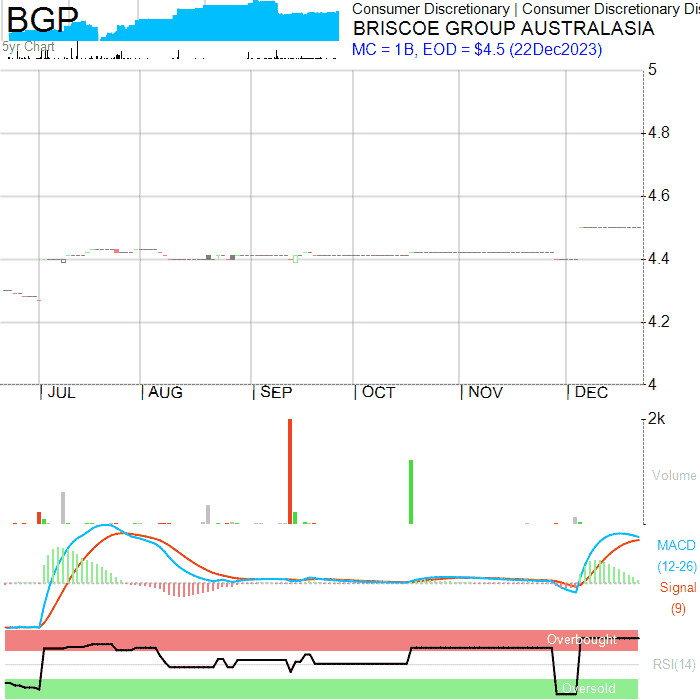 BGP
5yr Chart
Consumer Discretionary | Consumer Discretionary Dis
BRISCOE GROUP AUSTRALASIA
MC = 1B, EOD = $4.5 (22Dec2023)
5
4.8
4.6
4.4
4.2
4
| JUL | AUG | SEP | OCT | NOV | DEC
2k
Volume
MACD
(12-26)
Signal
(9)
Overbought
RSI(14)
Oversold